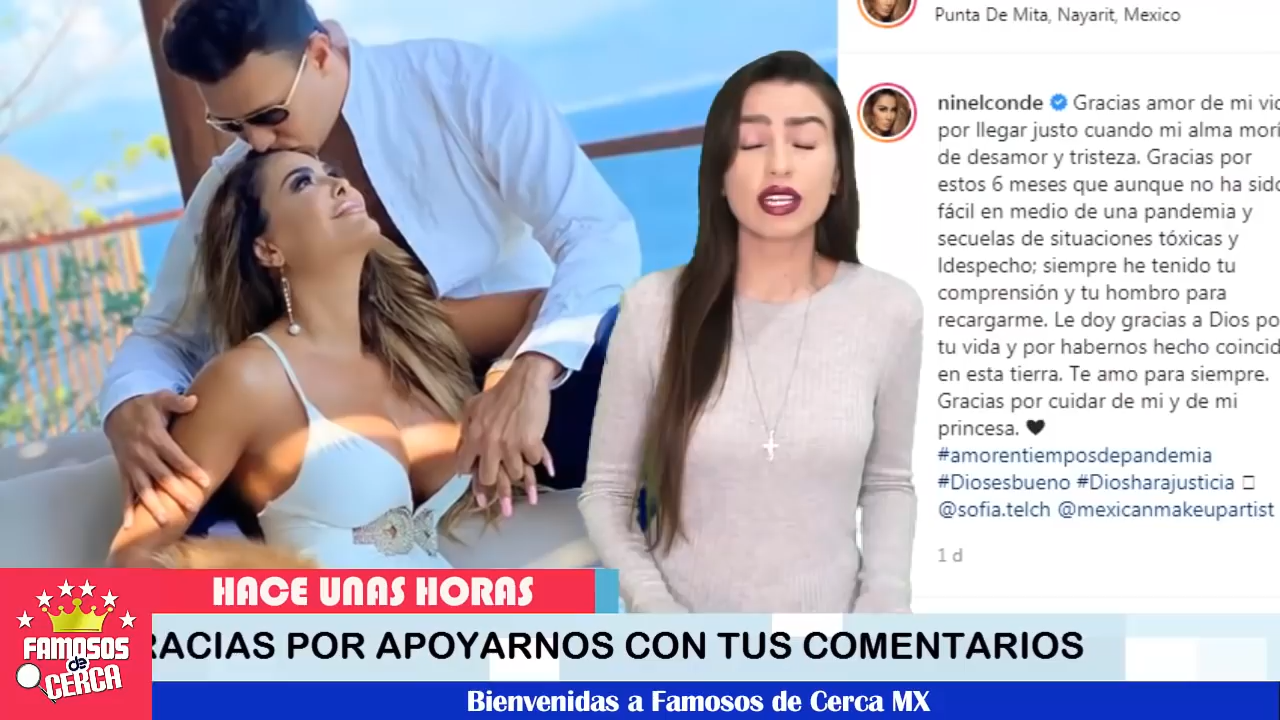 Punta De Mita, Nayarit, Mexico
ninelconde Gracias amor de mi vid
por llegar justo cuando mi alma morí
de desamor y tristeza. Gracias por
estos 6 meses que aunque no ha sido
fácil en medio de una pandemia y
secuelas de situaciones tóxicas y
ldespecho; siempre he tenido tu
comprensión y tu hombro para
recargarme. Le doy gracias a Dios po
tu vida y por habernos hecho coincid
en esta tierra. Te amo para siempre.
Gracias por cuidar de mi y de mi
princesa. 🖤
#amorentiemposdepandemia
#Diosesbueno #Diosharajusticia
@sofia.telch @mexicanmakeupartist
1 d
HACE UNAS HORAS
RACIAS POR APOYARNOS CON TUS COMENTARIOS
FAMOSOS
de
CERCA
Bienvenidas a Famosos de Cerca MX